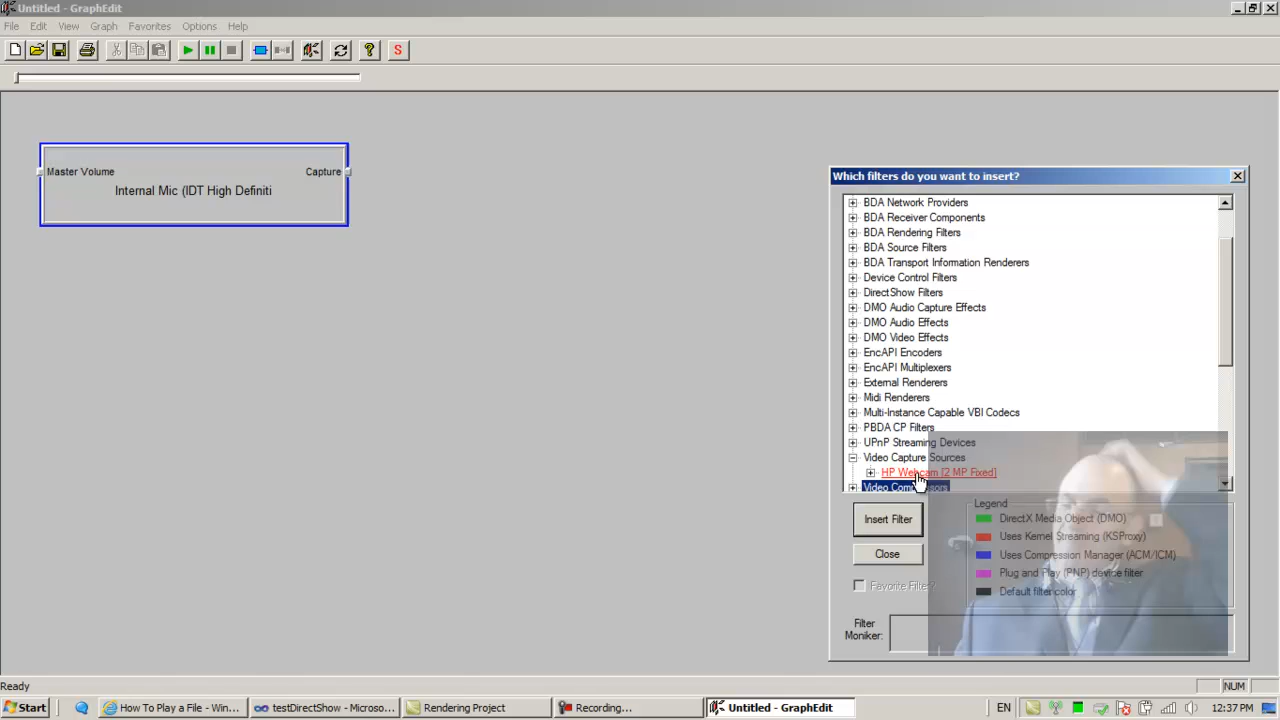 Untitled - GraphEdit
File Edit View Graph Favorites Options Help
S
Master Volume
Capture
Internal Mic (IDT High Definiti
Which filters do you want to insert?
BDA Network Providers
BDA Receiver Components
BDA Rendering Filters
BDA Source Filters
BDA Transport Information Renderers
Device Control Filters
DirectShow Filters
DMO Audio Capture Effects
DMO Audio Effects
DMO Video Effects
EncAPI Encoders
EncAPI Multiplexers
External Renderers
Midi Renderers
Multi-Instance Capable VBI Codecs
PBDA CP Filters
UPnP Streaming Devices
Video Capture Sources
HP Webcam [2 MP Fixed]
Video Compressors
Insert Filter
Close
Favorite Filter?
Legend
DirectX Media Object (DMO)
Uses Kernel Streaming (KSProxy)
Uses Compression Manager (ACM/ICM)
Plug and Play (PNP) device filter
Default filter color
Filter
Moniker:
Ready
NUM
Start
How To Play a File - Win...
testDirectShow - Microso...
Rendering Project
Recording...
Untitled - GraphEdit
EN
12:37 PM